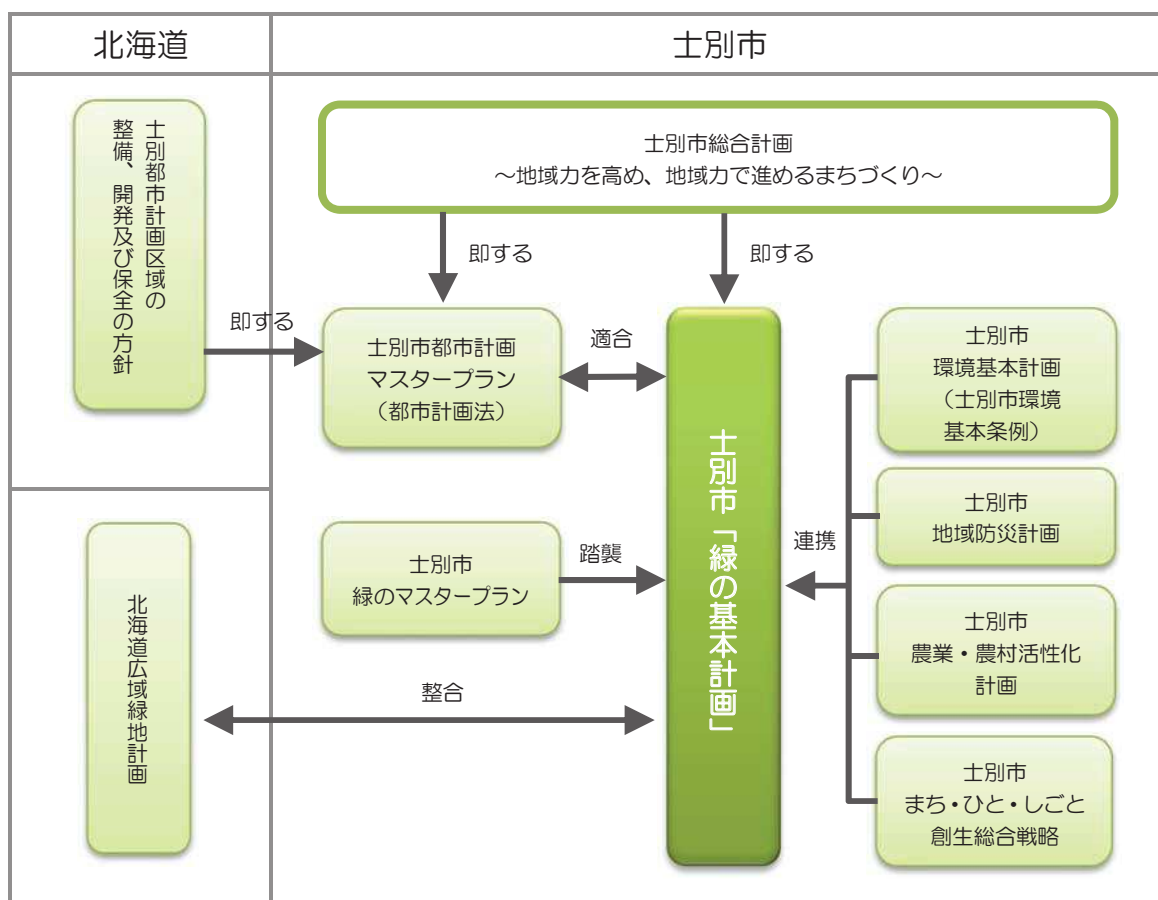 北海道
士別市
士別都市計画区域の
整備、開発及び保全の方針
士別市総合計画
～地域力を高め、地域力で進めるまちづくり～
即する
即する
即する
士別市都市計画
マスタープラン
（都市計画法）
適合
士別市「緑の基本計画」
士別市
環境基本計画
（士別市環境
基本条例）
士別市
地域防災計画
連携
士別市
緑のマスタープラン
踏襲
士別市
農業・農村活性化
計画
北海道広域緑地計画
整合
士別市
まち・ひと・しごと
創生総合戦略